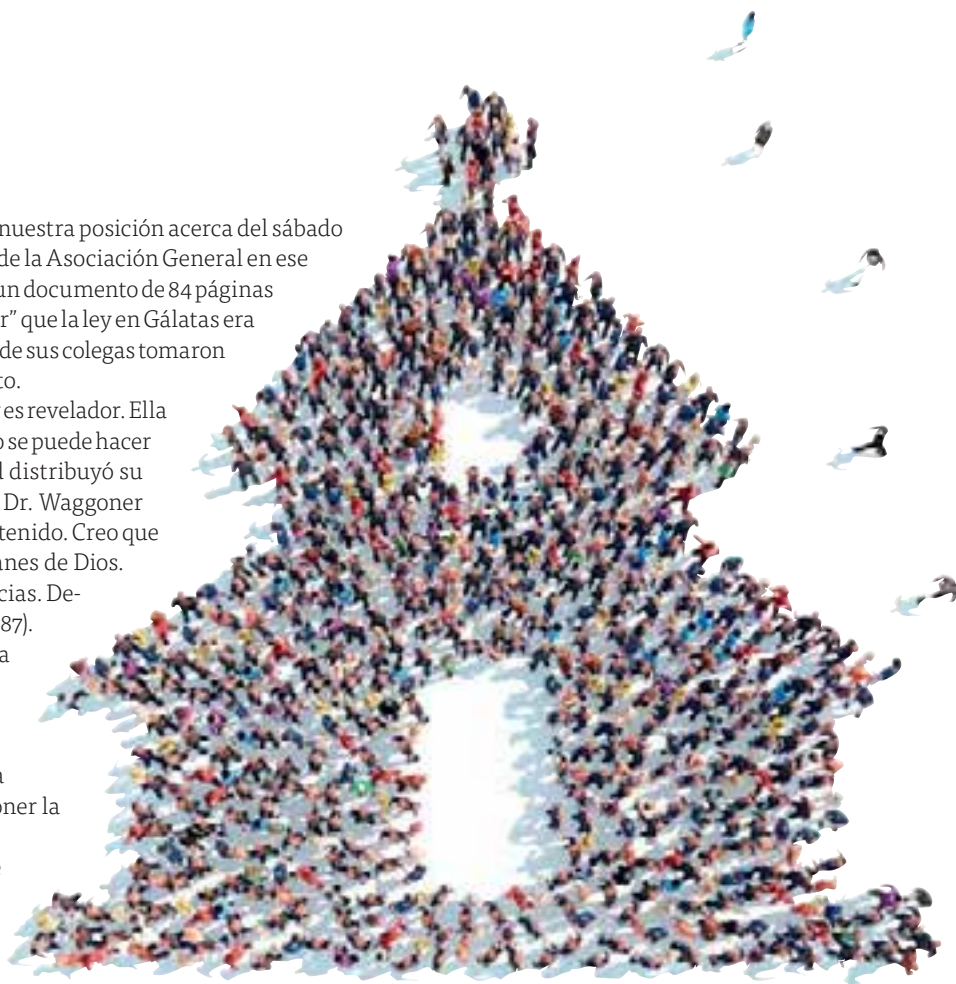 nuestra posición acerca del sábado
de la Asociación General en ese
un documento de 84 páginas
r” que la ley en Gálatas era
de sus colegas tomaron
to.
es revelador. Ella
o se puede hacer
l distribuyó su
Dr. Waggoner
tenido. Creo que
anes de Dios.
cias. De-
87).
a
a
oner la